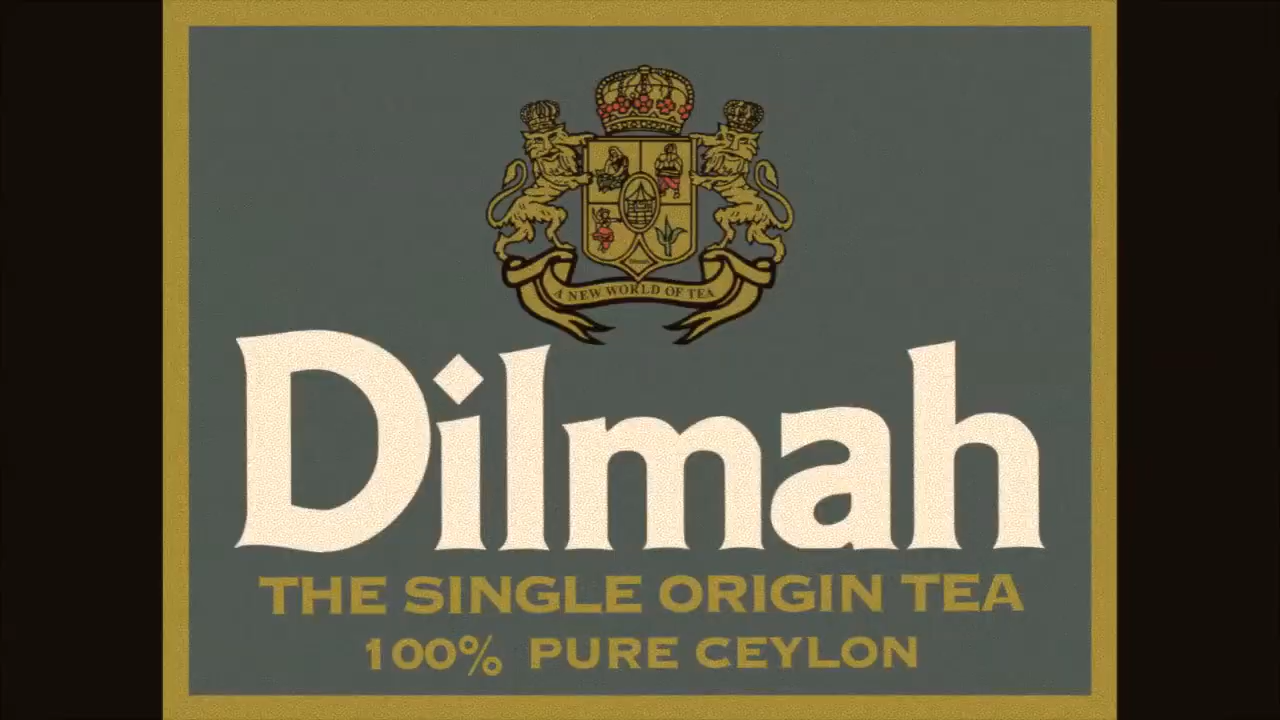 A NEW WORLD OF TEA
Dilmah
THE SINGLE ORIGIN TEA
100% PURE CEYLON